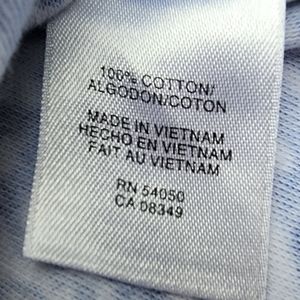 100% COTTON/
ALGODON/COTON
MADE IN VIETNAM
HECHO EN VIETNAM
FAIT AU VIETNAM
RN 54050
CA 08349